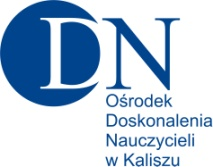 DN
Ośrodek
Doskonalenia
Nauczycieli
w Kaliszu